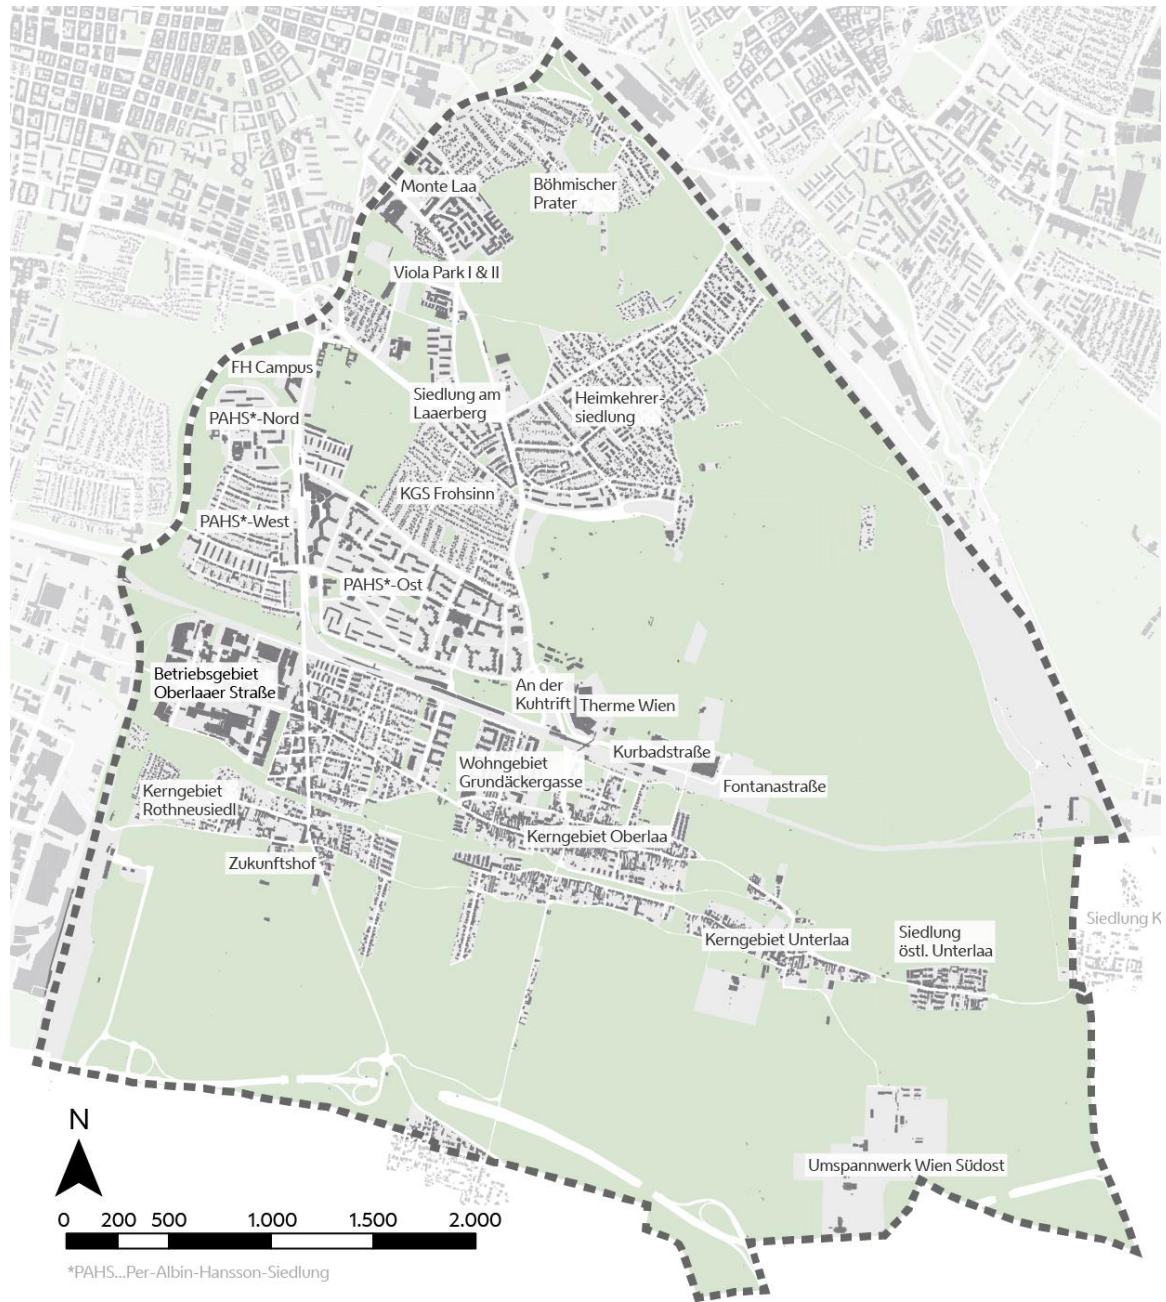 Monte Laa
Böhmischer
Prater
Viola Park I & II
FH Campus
Siedlung am
Laaerberg
Heimkehrer-
siedlung
PAHS*-Nord
KGS Frohsinn
PAHS*-West
PAHS*-Ost
Betriebsgebiet
Oberlaaer Straße
An der
Kuhtrift
Therme Wien
Kurbadstraße
Wohngebiet
Grundäckergasse
Fontanastraße
Kerngebiet
Rothneusiedl
Kerngebiet Oberlaa
Zukunftshof
Siedlung K
Kerngebiet Unterlaa
Siedlung
östl. Unterlaa
Umspannwerk Wien Südost
N
0 200 500 1.000 1.500 2.000
*PAHS...Per-Albin-Hansson-Siedlung